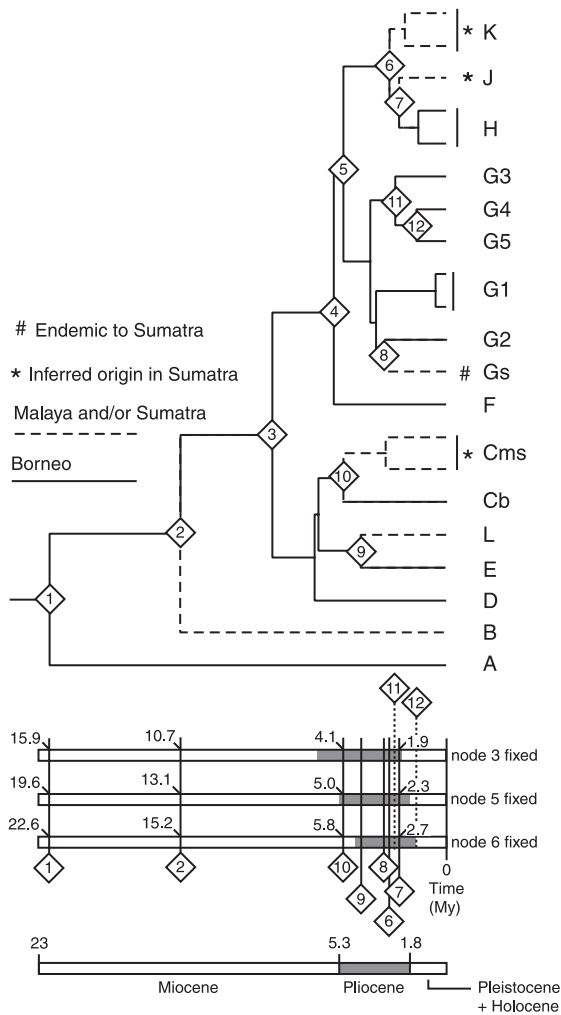 K
*
6
J
*
7
H
5
G3
11
G4
12
G5
G1
# Endemic to Sumatra
4
G2
8
Gs
#
* Inferred origin in Sumatra
F
Malaya and/or Sumatra
3
Cms
*
Borneo
10
Cb
2
L
9
E
1
D
B
A
11
12
15.9 10.7 4.1 1.9
node 3 fixed
19.6 13.1 5.0 2.3
node 5 fixed
22.6 15.2 5.8 2.7
node 6 fixed
1 2 10 8 0
9 7 Time
6 (My)
23 5.3 1.8
Miocene Pliocene Pleistocene
+ Holocene